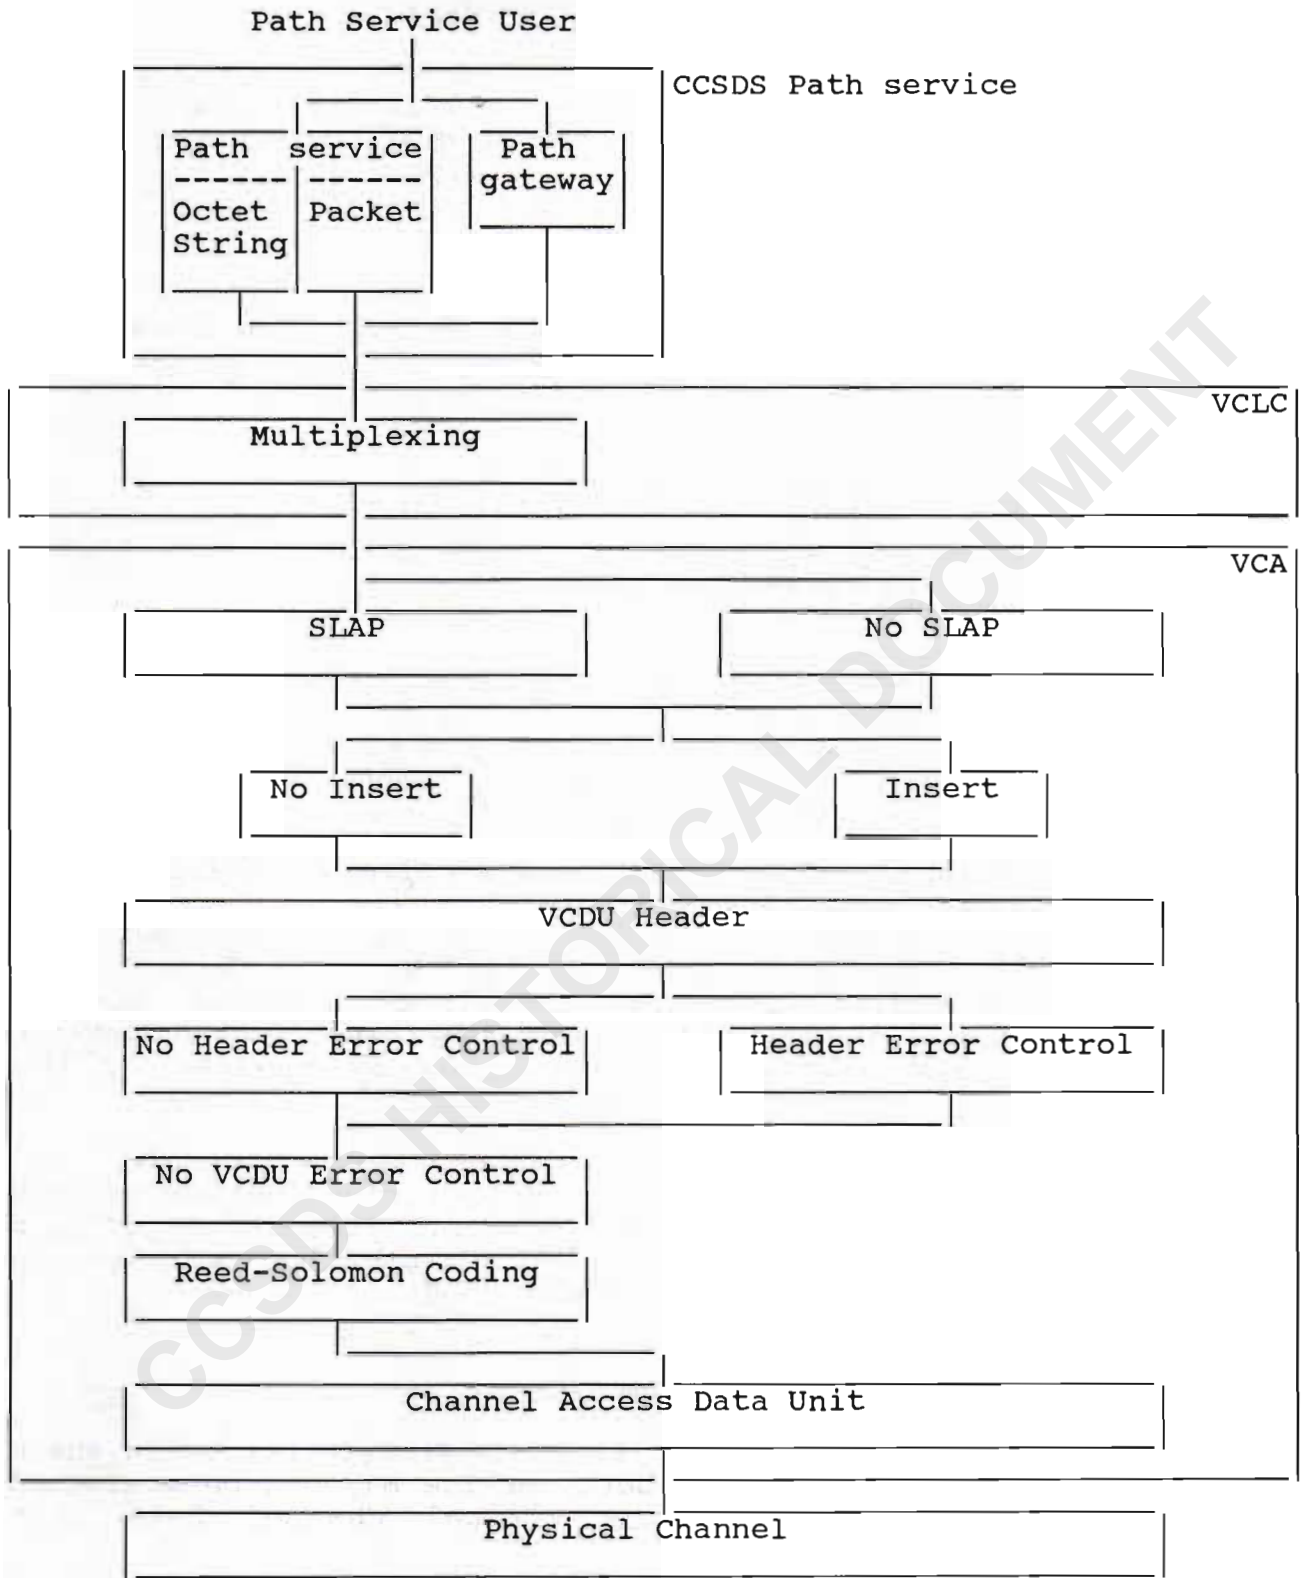 Path Service User
CCSDS Path service
Path service
------ ------
Octet Packet
String
Path
gateway
VCLC
Multiplexing
VCA
SLAP
No SLAP
No Insert
Insert
VCDU Header
No Header Error Control
Header Error Control
No VCDU Error Control
Reed-Solomon Coding
Channel Access Data Unit
Physical Channel
CCSDS HISTORICAL DOCUMENT